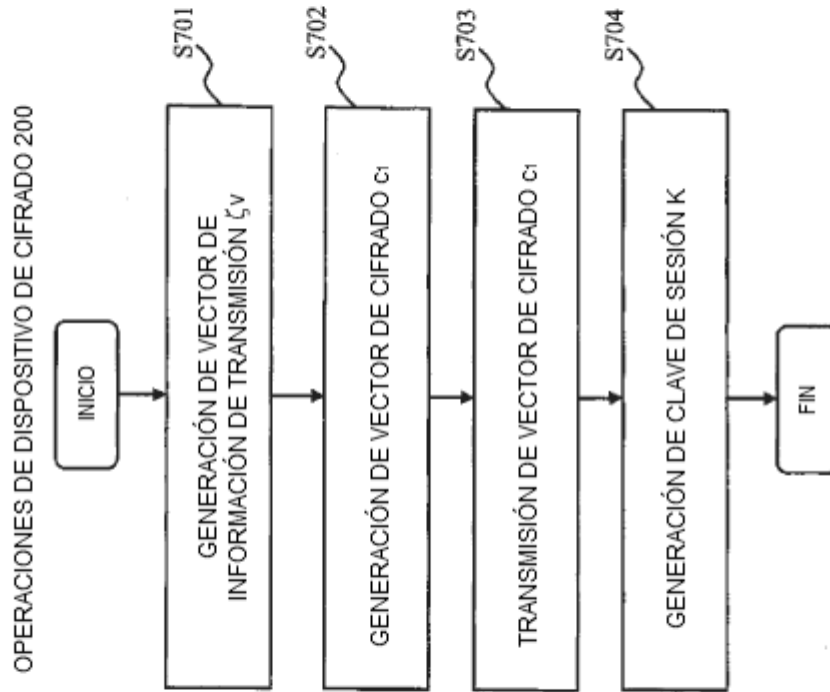 OPERACIONES DE DISPOSITIVO DE CIFRADO 200
INICIO
S701
GENERACIÓN DE VECTOR DE
INFORMACIÓN DE TRANSMISIÓN ζv
S702
GENERACIÓN DE VECTOR DE CIFRADO c1
S703
TRANSMISIÓN DE VECTOR DE CIFRADO c1
S704
GENERACIÓN DE CLAVE DE SESIÓN K
FIN